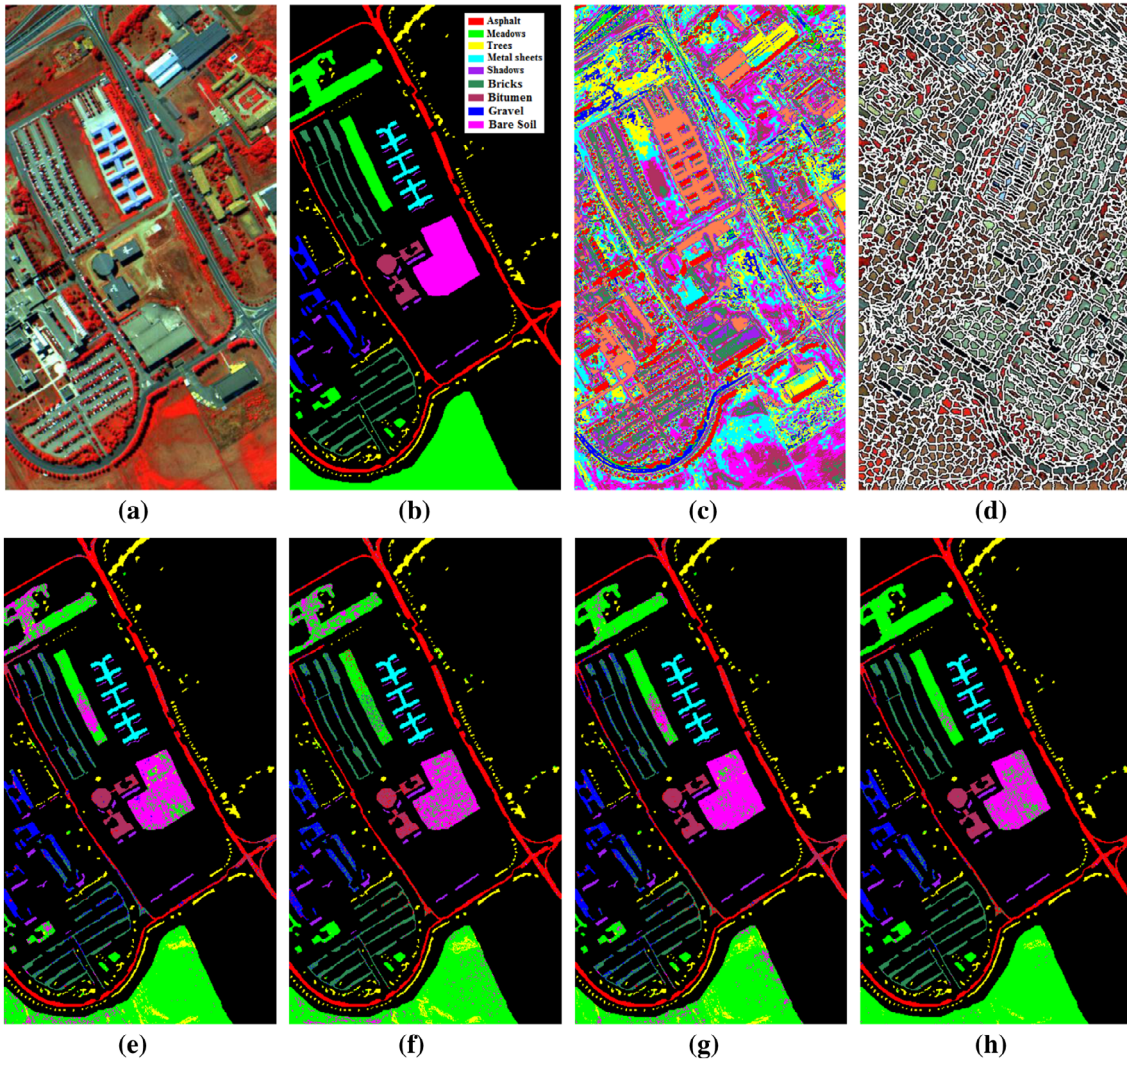 Asphalt
Meadows
Trees
Metal sheets
Shadows
Bricks
Bitumen
Gravel
Bare Soil
(a)
(b)
(c)
(d)
(e)
(f)
(g)
(h)